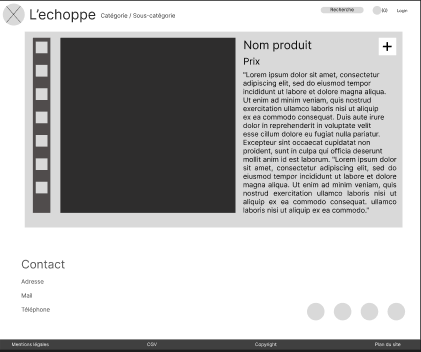 L'echoppe Catégorie / Sous-catégorie Recherche (0) Login
Nom produit +
Prix
"Lorem ipsum dolor sit amet, consectetur
adipiscing elit, sed do eiusmod tempor
incididunt ut labore et dolore magna aliqua.
Ut enim ad minim veniam, quis nostrud
exercitation ullamco laboris nisi ut aliquip
ex ea commodo consequat. Duis aute irure
dolor in reprehenderit in voluptate velit
esse cillum dolore eu fugiat nulla pariatur.
Excepteur sint occaecat cupidatat non
proident, sunt in culpa qui officia deserunt
mollit anim id est laborum. "Lorem ipsum dolor
sit amet, consectetur adipiscing elit, sed do
eiusmod tempor incididunt ut labore et dolore
magna aliqua. Ut enim ad minim veniam, quis
nostrud exercitation ullamco laboris nisi ut
aliquip ex ea commodo consequat. ullamco
laboris nisi ut aliquip ex ea commodo."
Contact
Adresse
Mail
Téléphone
Mentions légales CGV Copyright Plan du site